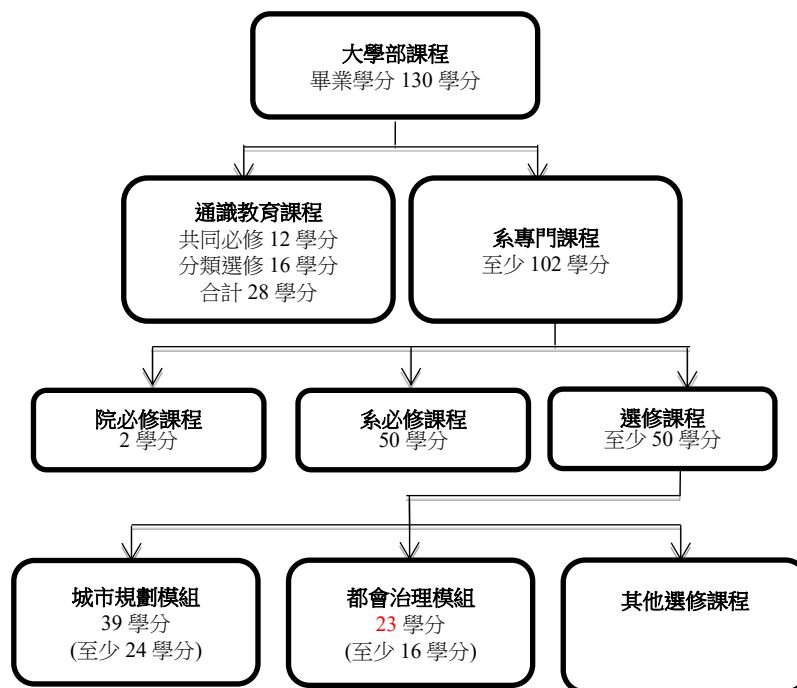 大學部課程
畢業學分 130 學分
通識教育課程
共同必修 12 學分
分類選修 16 學分
合計 28 學分
系專門課程
至少 102 學分
院必修課程
2 學分
系必修課程
50 學分
選修課程
至少 50 學分
城市規劃模組
39 學分
(至少 24 學分)
都會治理模組
23 學分
(至少 16 學分)
其他選修課程